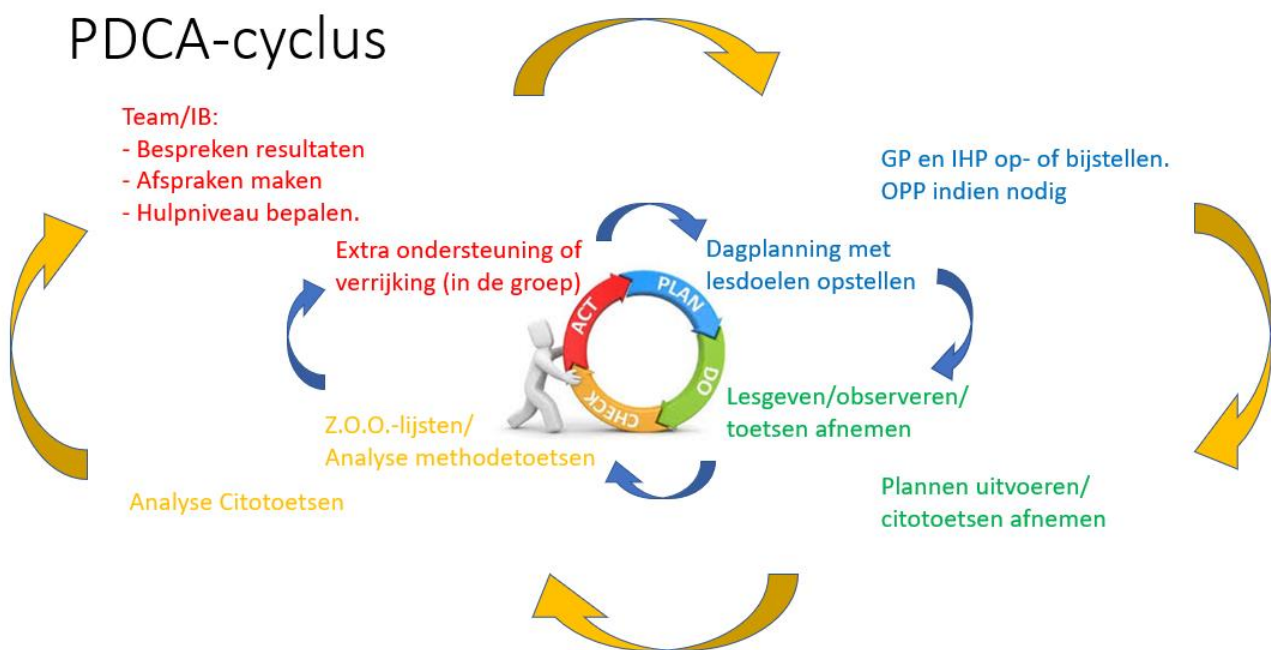 PDCA-cyclus
Team/IB:
- Bespreken resultaten
- Afspraken maken
- Hulpniveau bepalen.
GP en IHP op- of bijstellen.
OPP indien nodig
Extra ondersteuning of
verrijking (in de groep)
Dagplanning met
lesdoelen opstellen
ACT
PLAN
DO
CHECK
Lesgeven/observeren/
toetsen afnemen
Z.O.O.-lijsten/
Analyse methodetoetsen
Analyse Citotoetsen
Plannen uitvoeren/
citotoetsen afnemen